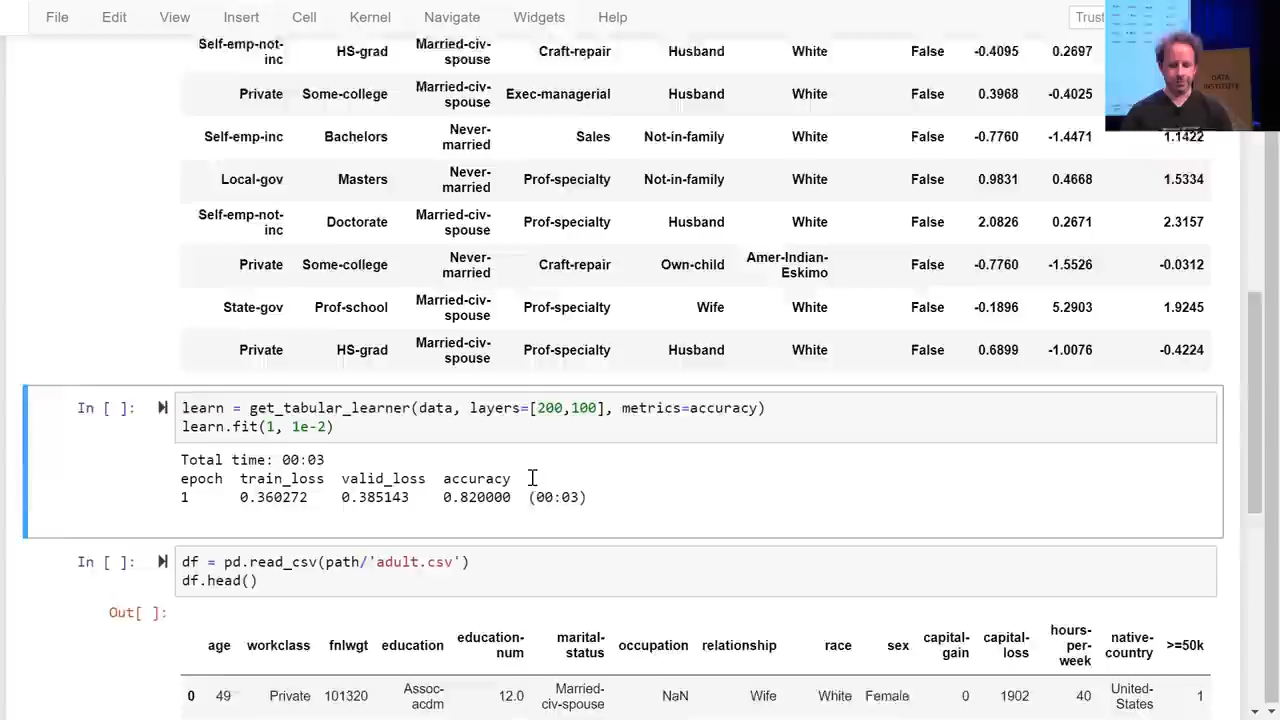 File Edit View Insert Cell Kernel Navigate Widgets Help Trust
DATA
INSTITUTE
Self-emp-not-inc HS-grad Married-civ-spouse Craft-repair Husband White False -0.4095 0.2697
Private Some-college Married-civ-spouse Exec-managerial Husband White False 0.3968 -0.4025
Self-emp-inc Bachelors Never-married Sales Not-in-family White False -0.7760 -1.4471 1.1422
Local-gov Masters Never-married Prof-specialty Not-in-family White False 0.9831 0.4668 1.5334
Self-emp-not-inc Doctorate Married-civ-spouse Prof-specialty Husband White False 2.0826 0.2671 2.3157
Private Some-college Never-married Craft-repair Own-child Amer-Indian-Eskimo False -0.7760 -1.5526 -0.0312
State-gov Prof-school Married-civ-spouse Prof-specialty Wife White False -0.1896 5.2903 1.9245
Private HS-grad Married-civ-spouse Prof-specialty Husband White False 0.6899 -1.0076 -0.4224
In [ ]: learn = get_tabular_learner(data, layers=[200,100], metrics=accuracy)
learn.fit(1, 1e-2)
Total time: 00:03
epoch train_loss valid_loss accuracy
1 0.360272 0.385143 0.820000 (00:03)
In [ ]: df = pd.read_csv(path/'adult.csv')
df.head()
Out[ ]:
age workclass fnlwgt education education-num marital-status occupation relationship race sex capital-gain capital-loss hours-per-week native-country >=50k
0 49 Private 101320 Assoc-acdm 12.0 Married-civ-spouse NaN Wife White Female 0 1902 40 United-States 1